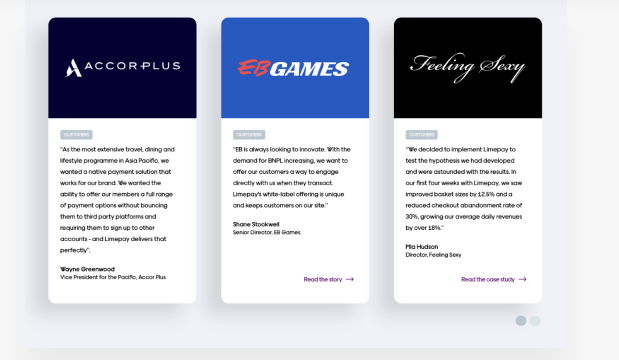 ACCORPLUS
CUSTOMERS
"As the most extensive travel, dining and
lifestyle programme in Asia Pacific, we
wanted a native payment solution that
works for our brand. We wanted the
ability to offer our members a full range
of payment options without bouncing
them to third party platforms and
requiring them to sign up to other
accounts - and Limepay delivers that
perfectly".
Wayne Greenwood
Vice President for the Pacific, Accor Plus
EB GAMES
CUSTOMERS
"EB is always looking to innovate. With the
demand for BNPL increasing, we want to
offer our customers a way to engage
directly with us when they transact.
Limepay's white-label offering is unique
and keeps customers on our site."
Shane Stockwell
Senior Director, EB Games
Read the story →
Feeling Sexy
CUSTOMERS
"We decided to implement Limepay to
test the hypothesis we had developed
and were astounded with the results. In
our first four weeks with Limepay, we saw
improved basket sizes by 12.5% and a
reduced checkout abandonment rate of
30%, growing our average daily revenues
by over 18%."
Mia Hudson
Director, Feeling Sexy
Read the case study →